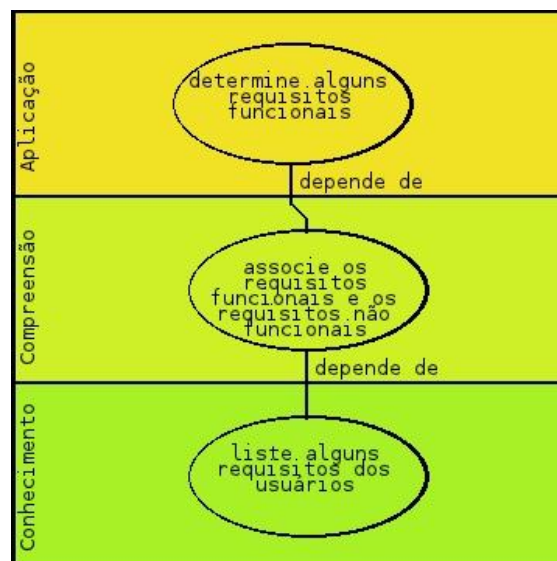 Aplicação
determine alguns
requisitos
funcionais
depende de
Compreensão
associe os
requisitos
funcionais e os
requisitos não
funcionais
depende de
Conhecimento
liste alguns
requisitos dos
usuários